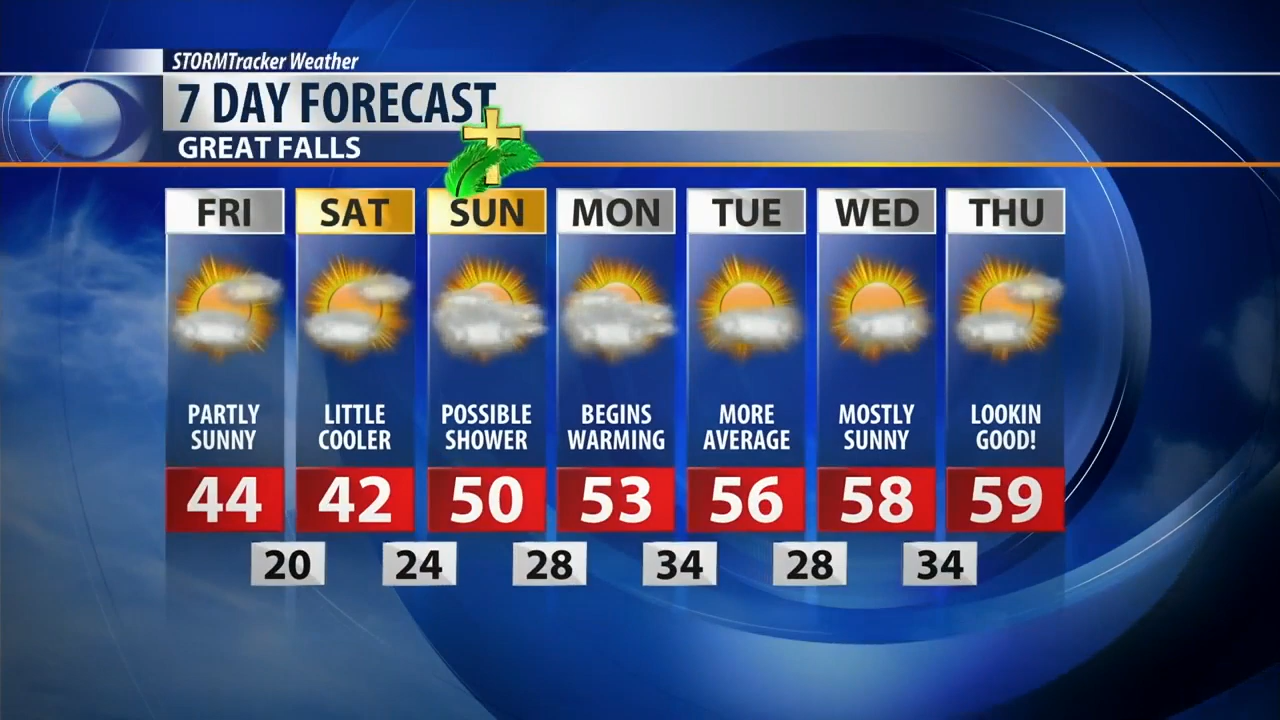 STORMTracker Weather
7 DAY FORECAST
GREAT FALLS
FRI SAT SUN MON TUE WED THU
PARTLY LITTLE POSSIBLE BEGINS MORE MOSTLY LOOKIN
SUNNY COOLER SHOWER WARMING AVERAGE SUNNY GOOD!
44 42 50 53 56 58 59
20 24 28 34 28 34